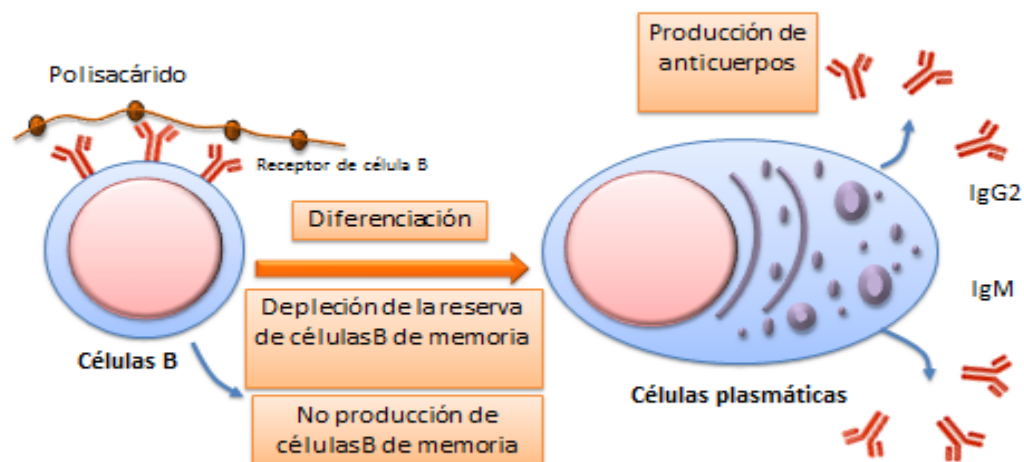 Polisacárido
Receptor de célula B
Células B
Diferenciación
Depleción de la reserva
de célulasB de memoria
No producción de
célulasB de memoria
Producción de
anticuerpos
IgG2
IgM
Células plasmáticas